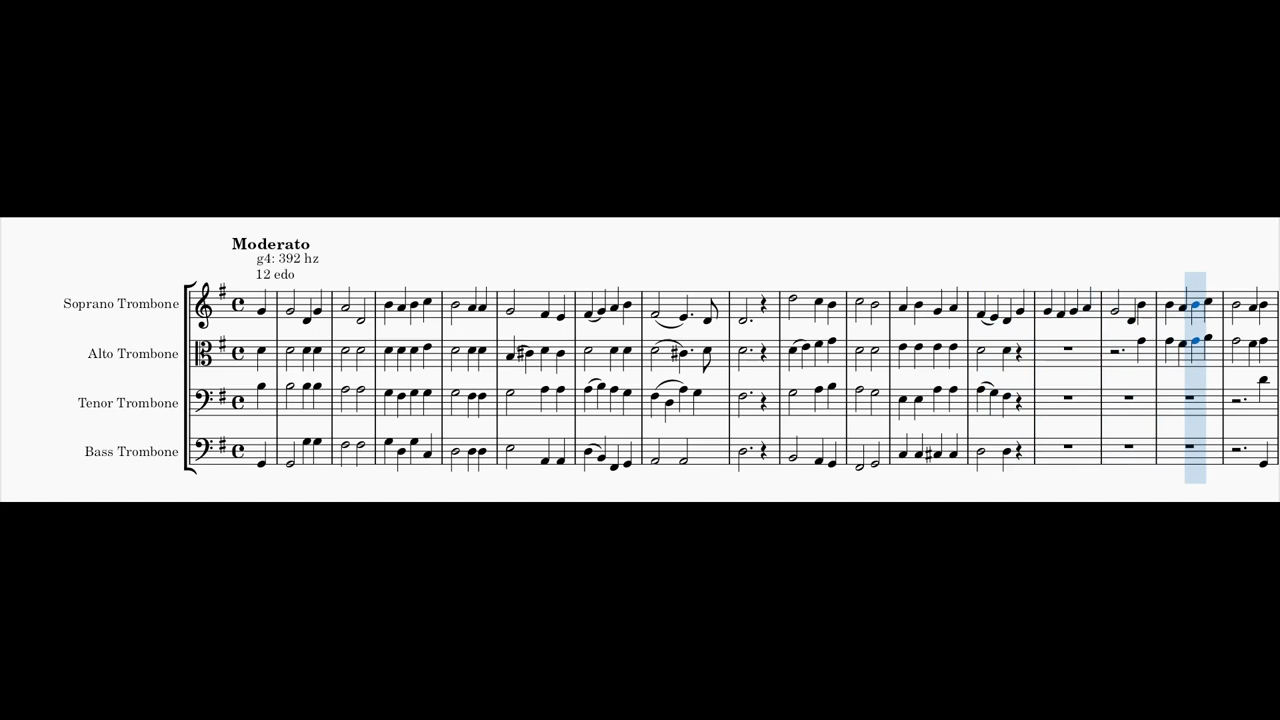 Moderato
g4: 392 hz
12 edo
Soprano Trombone
Alto Trombone
Tenor Trombone
Bass Trombone